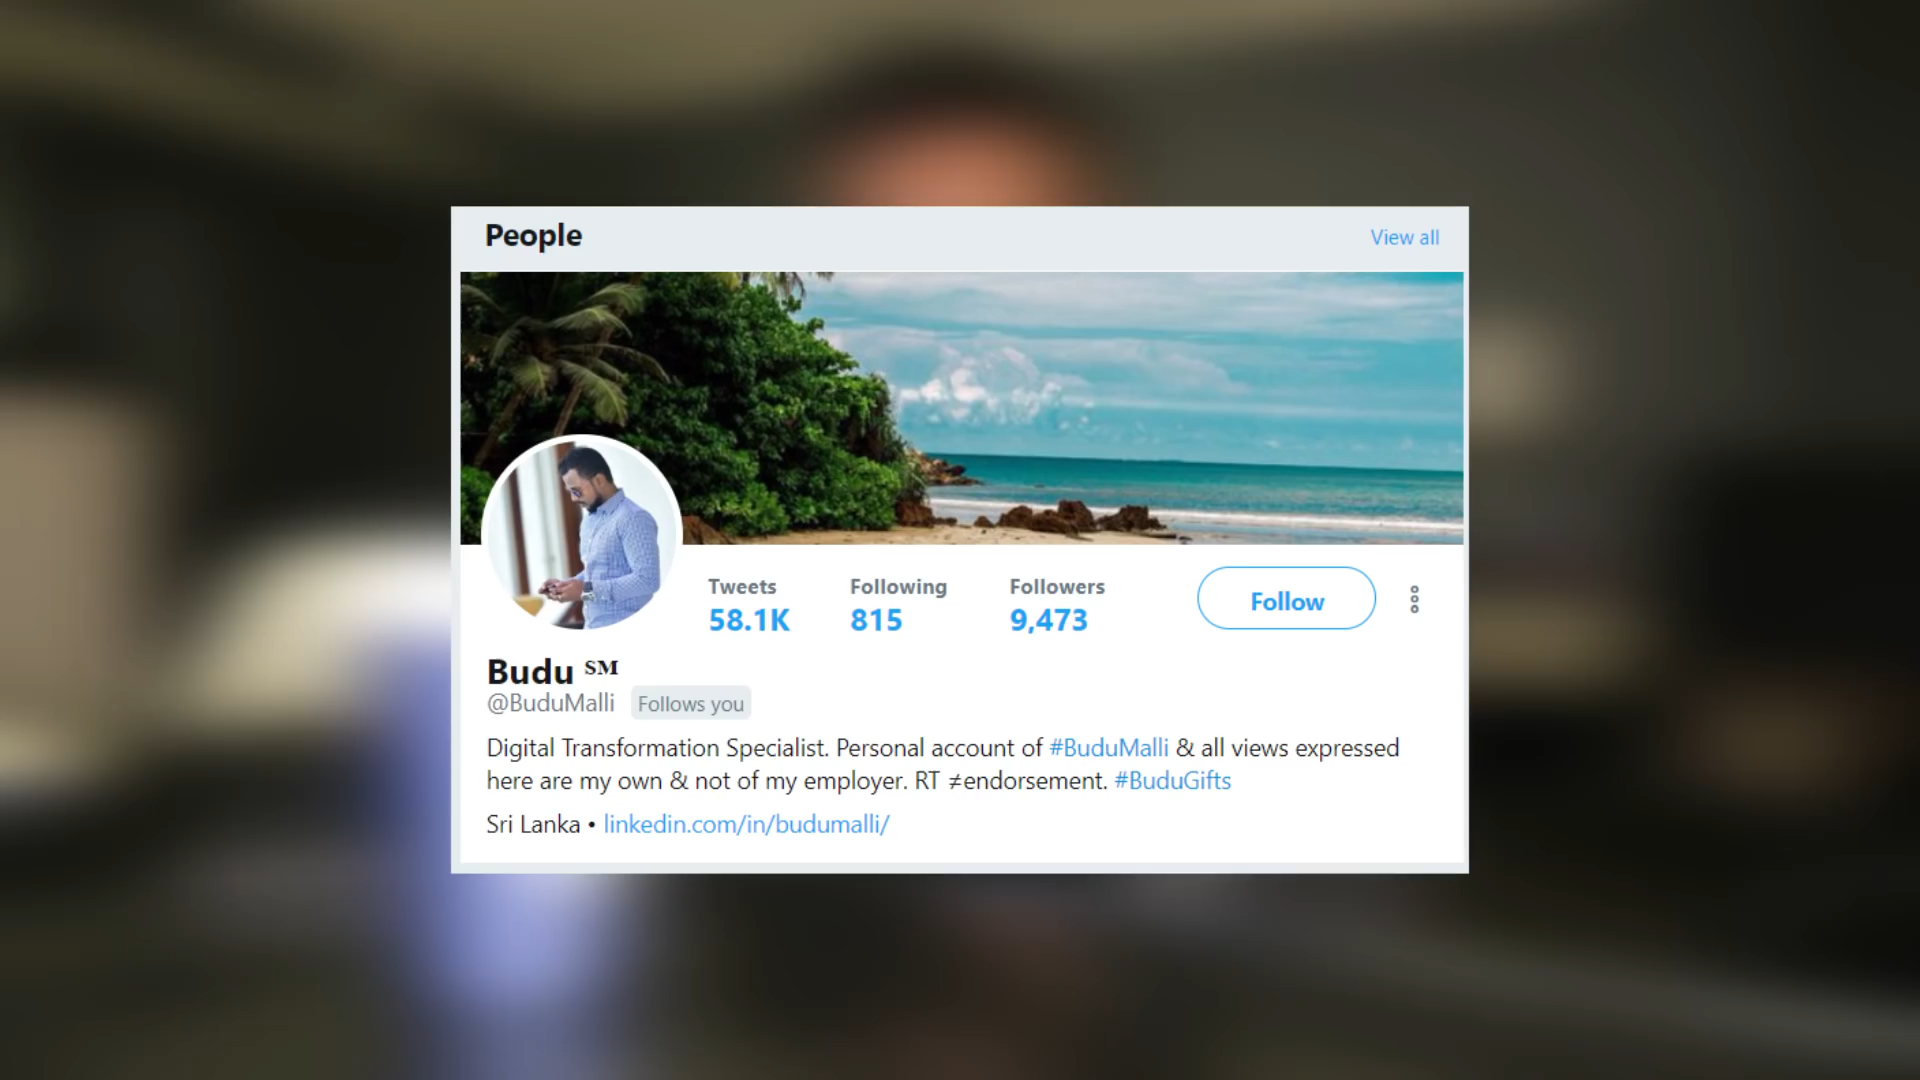 People
View all
Tweets Following Followers
58.1K 815 9,473
Follow
Budu ℠
@BuduMalli Follows you
Digital Transformation Specialist. Personal account of #BuduMalli & all views expressed
here are my own & not of my employer. RT ≠endorsement. #BuduGifts
Sri Lanka • linkedin.com/in/budumalli/